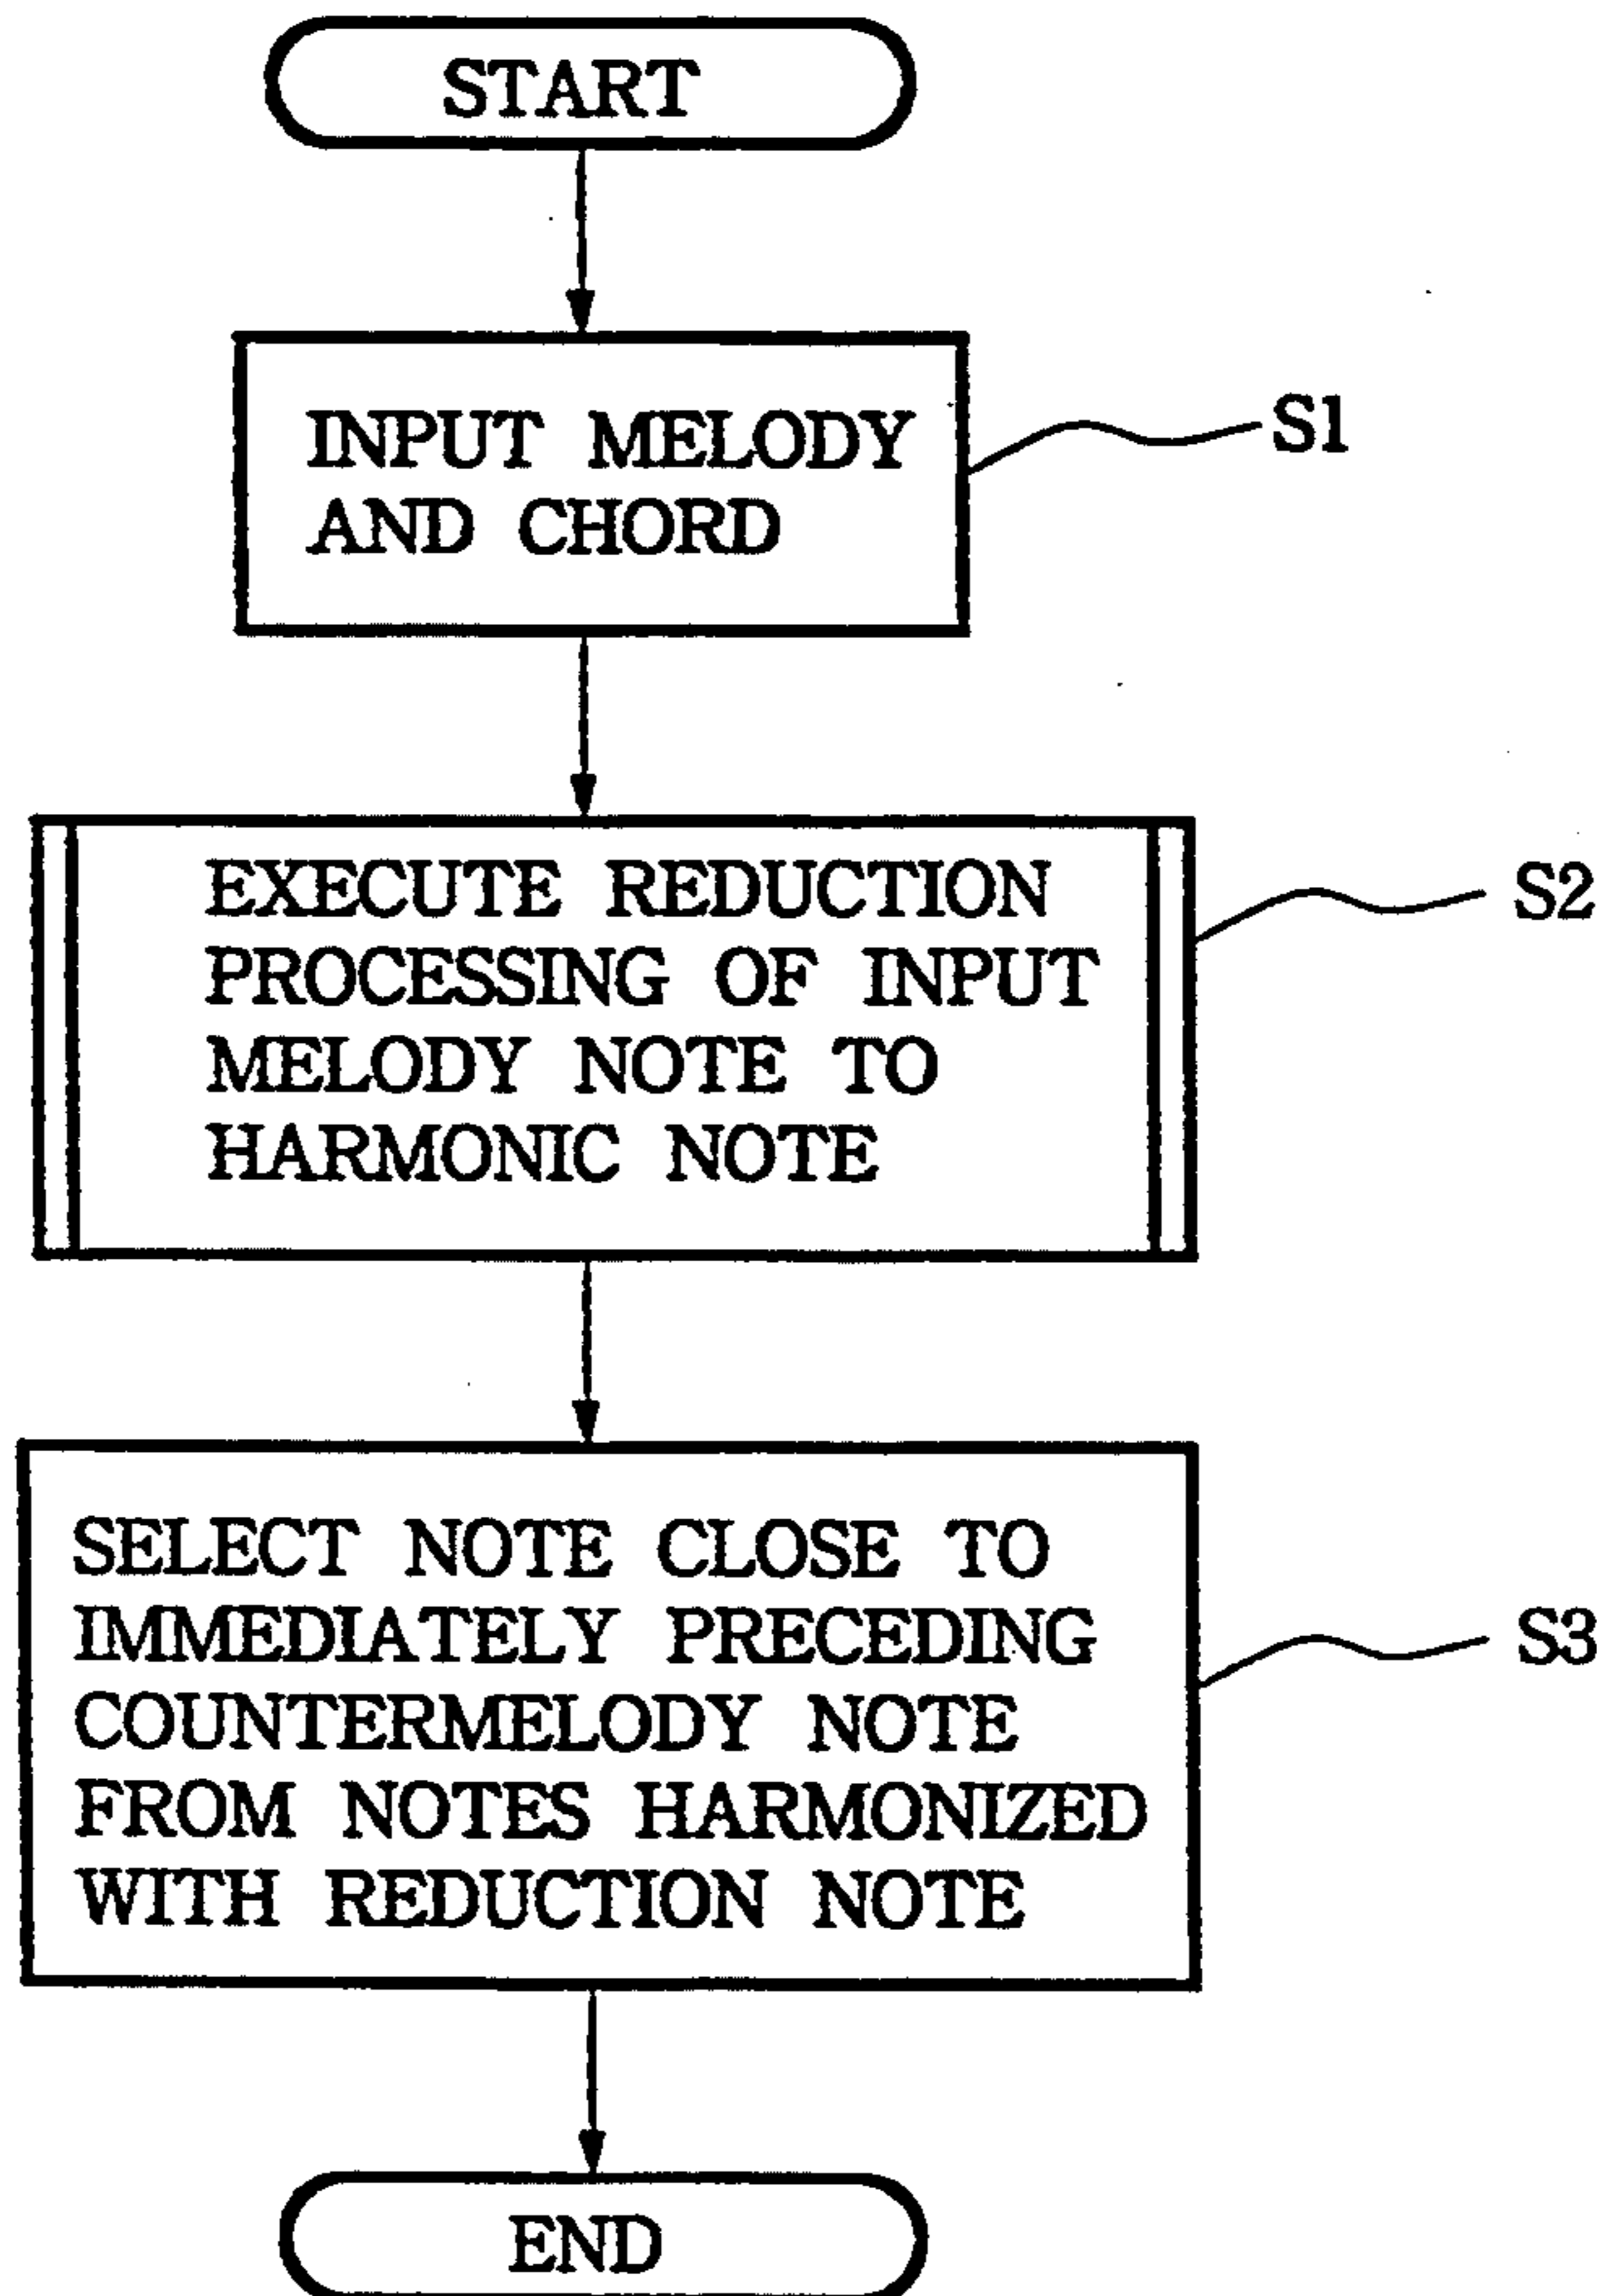 START
INPUT MELODY
AND CHORD
S1
EXECUTE REDUCTION
PROCESSING OF INPUT
MELODY NOTE TO
HARMONIC NOTE
S2
SELECT NOTE CLOSE TO
IMMEDIATELY PRECEDING
COUNTERMELODY NOTE
FROM NOTES HARMONIZED
WITH REDUCTION NOTE
S3
END